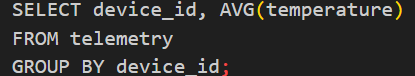 SELECT device_id, AVG(temperature)
FROM telemetry
GROUP BY device_id;